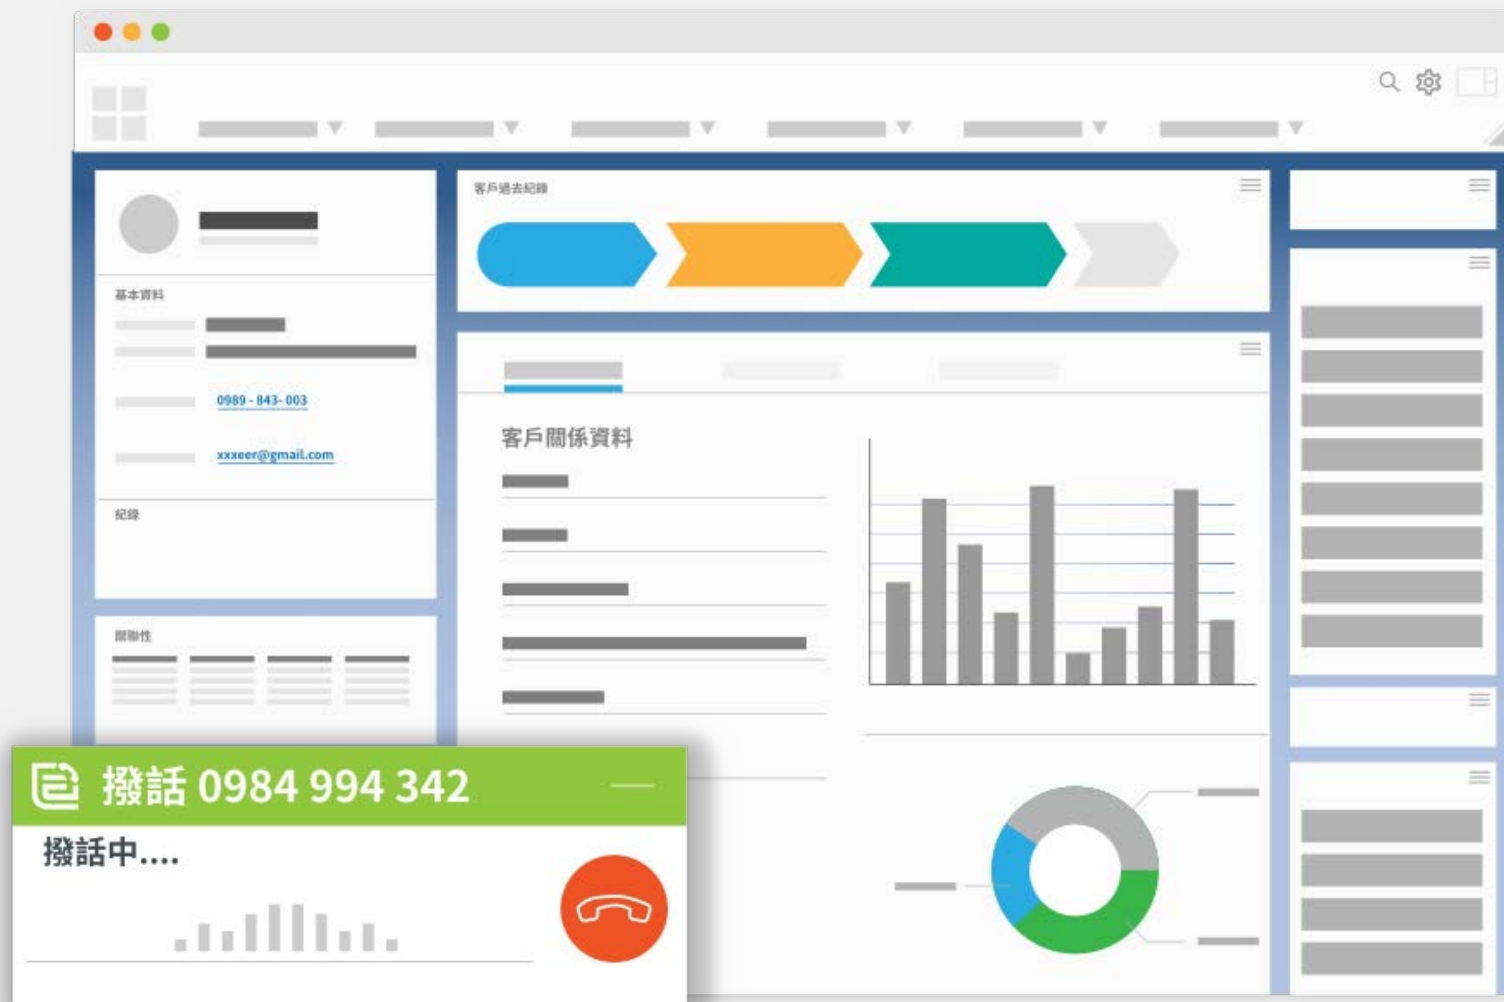 客戶過去紀錄
基本資料
0989 - 843- 003
xxxeer@gmail.com
紀錄
關聯性
客戶關係資料
撥話 0984 994 342
撥話中....